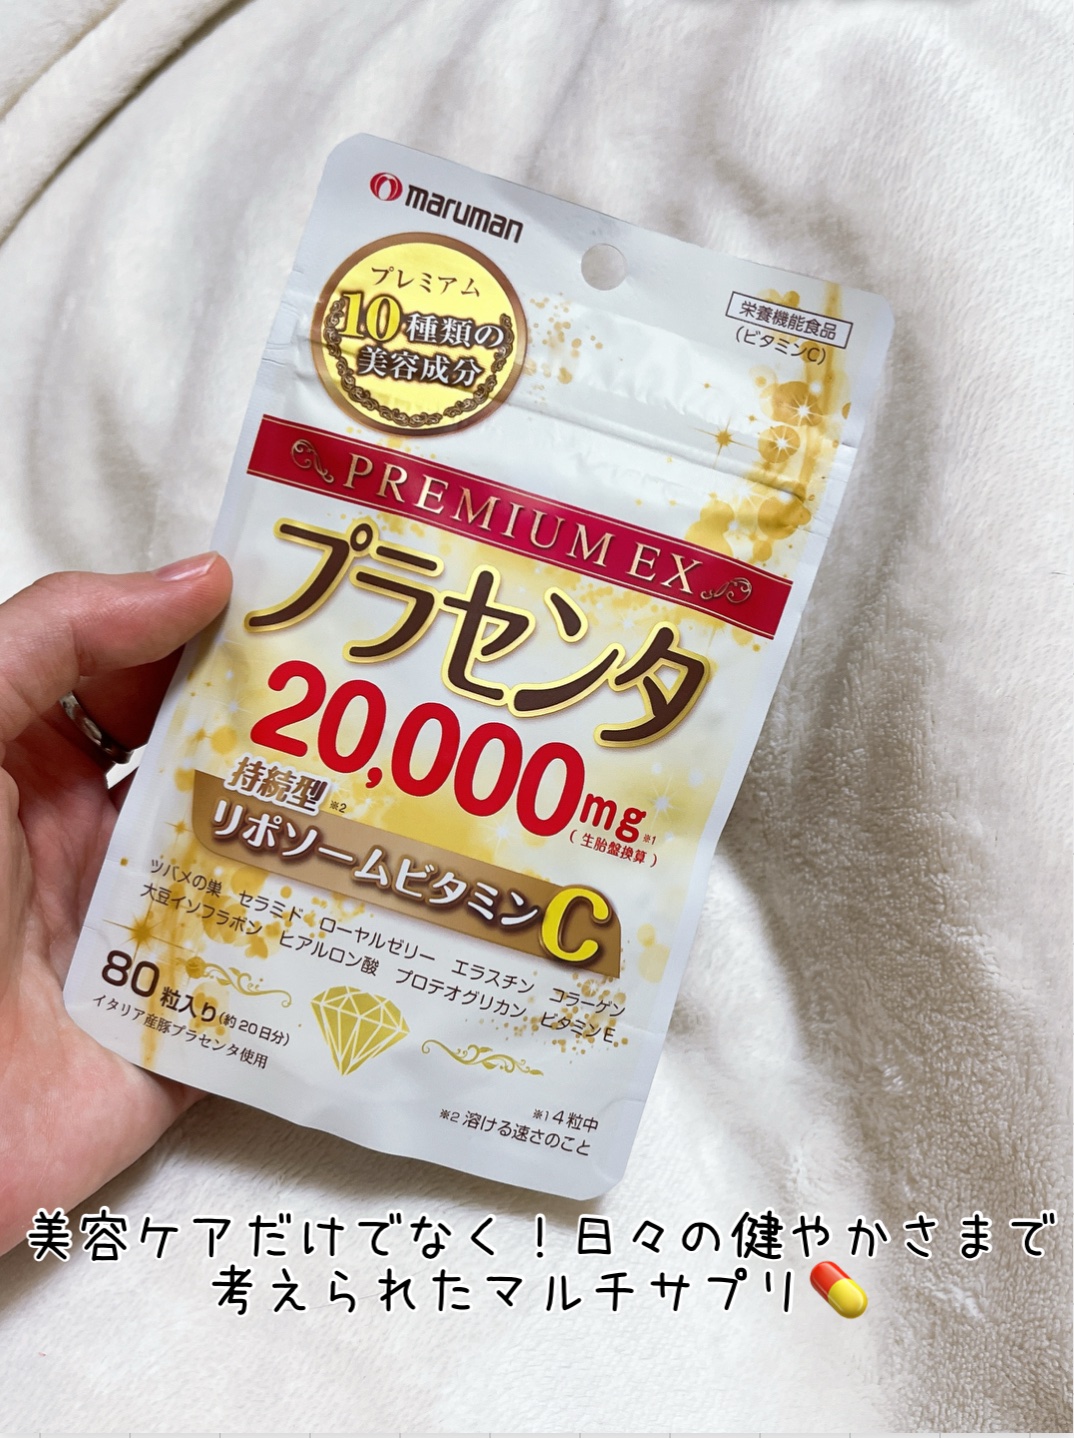 maruman
プレミアム
10種類の
美容成分
栄養機能食品
(ビタミンC)
PREMIUM EX
プラセンタ
20,000mg※1
(生胎盤換算)
持続型※2
リポソームビタミンC
ツバメの巣 セラミド ローヤルゼリー エラスチン コラーゲン
大豆イソフラボン ヒアルロン酸 プロテオグリカン ビタミンE
80粒入り(約20日分)
イタリア産豚プラセンタ使用
※1 4粒中
※2 溶ける速さのこと
美容ケアだけでなく！日々の健やかさまで
考えられたマルチサプリ💊